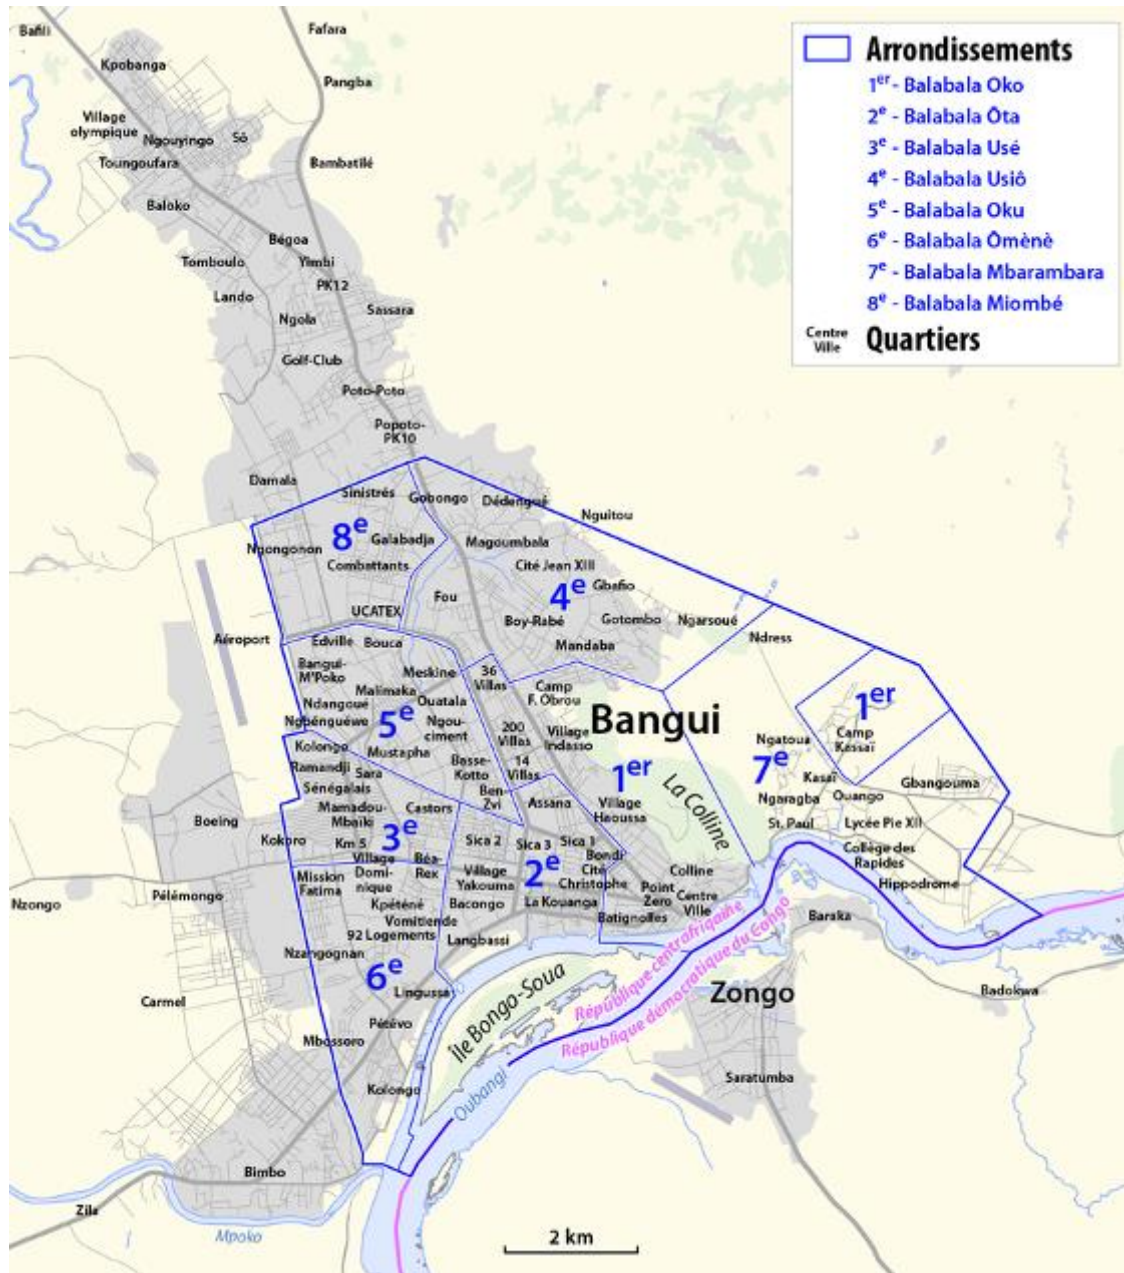 Bafili
Fafara
Kpobanga
Pangba
Village
olympique
Ngouyingo
Sô
Toungoufara
Bambatilé
Baloko
Bégoa
Tomboulo
Yimbi
PK12
Lando
Sassara
Ngola
Golf-Club
Poto-Poto
Popoto-
PK10
Arrondissements
1er - Balabala Oko
2e - Balabala Ôta
3e - Balabala Usé
4e - Balabala Usiô
5e - Balabala Oku
6e - Balabala Ômènè
7e - Balabala Mbarambara
8e - Balabala Miombé
Centre
Ville
Quartiers
Damala
Sinistrés
Gobongo
Dédengué
Nguitou
8e
Galabadja
Ngongonon
Combattants
Magoumbala
Cité Jean XIII
4e
Gbafio
Fou
UCATEX
Boy-Rabé
Gotombo
Ngarsoué
Mandaba
Ndress
Aéroport
Edville
Bouca
Bangui-
M'Poko
Meskine
36
Villas
Malimaka
Ndangoué
Ouatala
Camp
F. Obrou
Ngbénguéwe
5e
Ngou-
ciment
200
Villas
Village
Indasso
Bangui
1er
Camp
Kassaï
Kolongo
Mustapha
Ngatoua
7e
Ramandji
Sara
Basse-
Kotto
14
Villas
1er
La Colline
Kasaï
Gbangouma
Sénégalais
Ben-
Zvi
Assana
Village
Haoussa
Ngaragba
Ouango
Mamadou-
Mbaïki
Castors
St. Paul
Lycée Pie XII
Boeing
Kokoro
Km 5
3e
Sica 2
Sica 3
Sica 1
Bondi
Collège des
Rapides
Village
Domi-
nique
Béa-
Rex
Village
Yakouma
2e
Cité
Christophe
Colline
Hippodrome
Mission
Fatima
Pélémongo
Nzongo
Kpéténè
Bacongo
La Kouanga
Point
Zero
Centre
Ville
Vomitiende
Batignolles
Baraka
92 Logements
Langbassi
Nzangognan
6e
Lingussa
Île Bongo-Soua
République centrafriqaine
République démocratique du Congo
Zongo
Badokwa
Carmel
Pétévo
Mbossoro
Kolongo
Oubangi
Saratumba
Bimbo
Zila
Mpoko
2 km